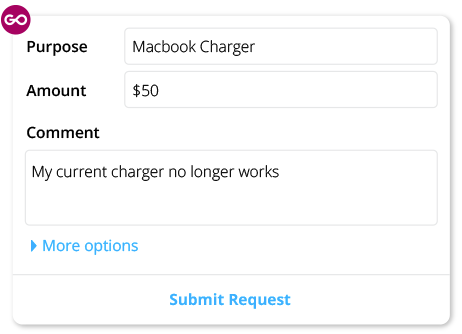 GO
Purpose Macbook Charger
Amount $50
Comment
My current charger no longer works
More options
Submit Request